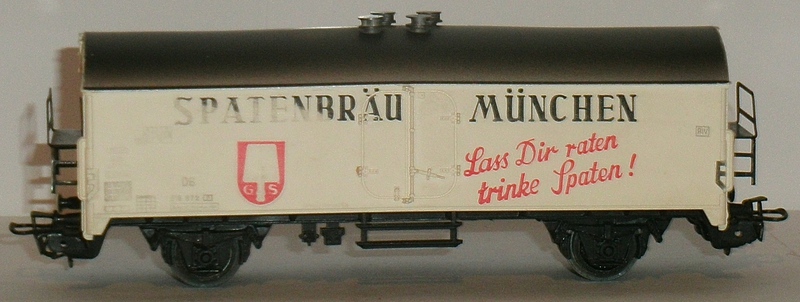 SPATENBRÄU MÜNCHEN
Lass Dir raten
trinke Spaten!
G S